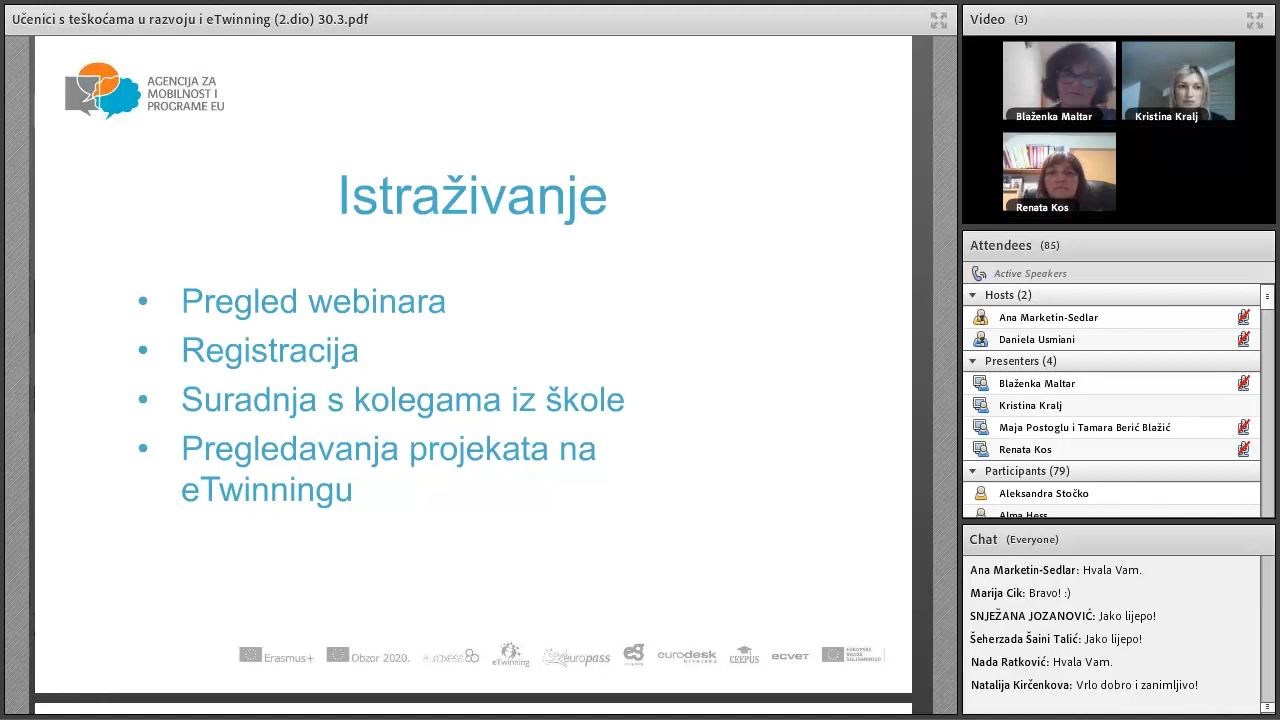 Učenici s teškoćama u razvoju i eTwinning (2.dio) 30.3.pdf
AGENCIJA ZA
MOBILNOST I
PROGRAME EU
Istraživanje
• Pregled webinara
• Registracija
• Suradnja s kolegama iz škole
• Pregledavanja projekata na
eTwinningu
Erasmus+
Obzor 2020.
euraxess
eTwinning
europass
eurodesk
CEEPUS
ecvet
Video (3)
Blaženka Maltar
Kristina Kralj
Renata Kos
Attendees (85)
Active Speakers
Hosts (2)
Ana Marketin-Sedlar
Daniela Usmiani
Presenters (4)
Blaženka Maltar
Kristina Kralj
Maja Postoglu i Tamara Berić Blažić
Renata Kos
Participants (79)
Aleksandra Stočko
Alma Hess
Chat (Everyone)
Ana Marketin-Sedlar: Hvala Vam.
Marija Cik: Bravo! :)
SNJEŽANA JOZANOVIĆ: Jako lijepo!
Šeherzada Šaini Talić: Jako lijepo!
Nada Ratković: Hvala Vam.
Natalija Kirčenkova: Vrlo dobro i zanimljivo!